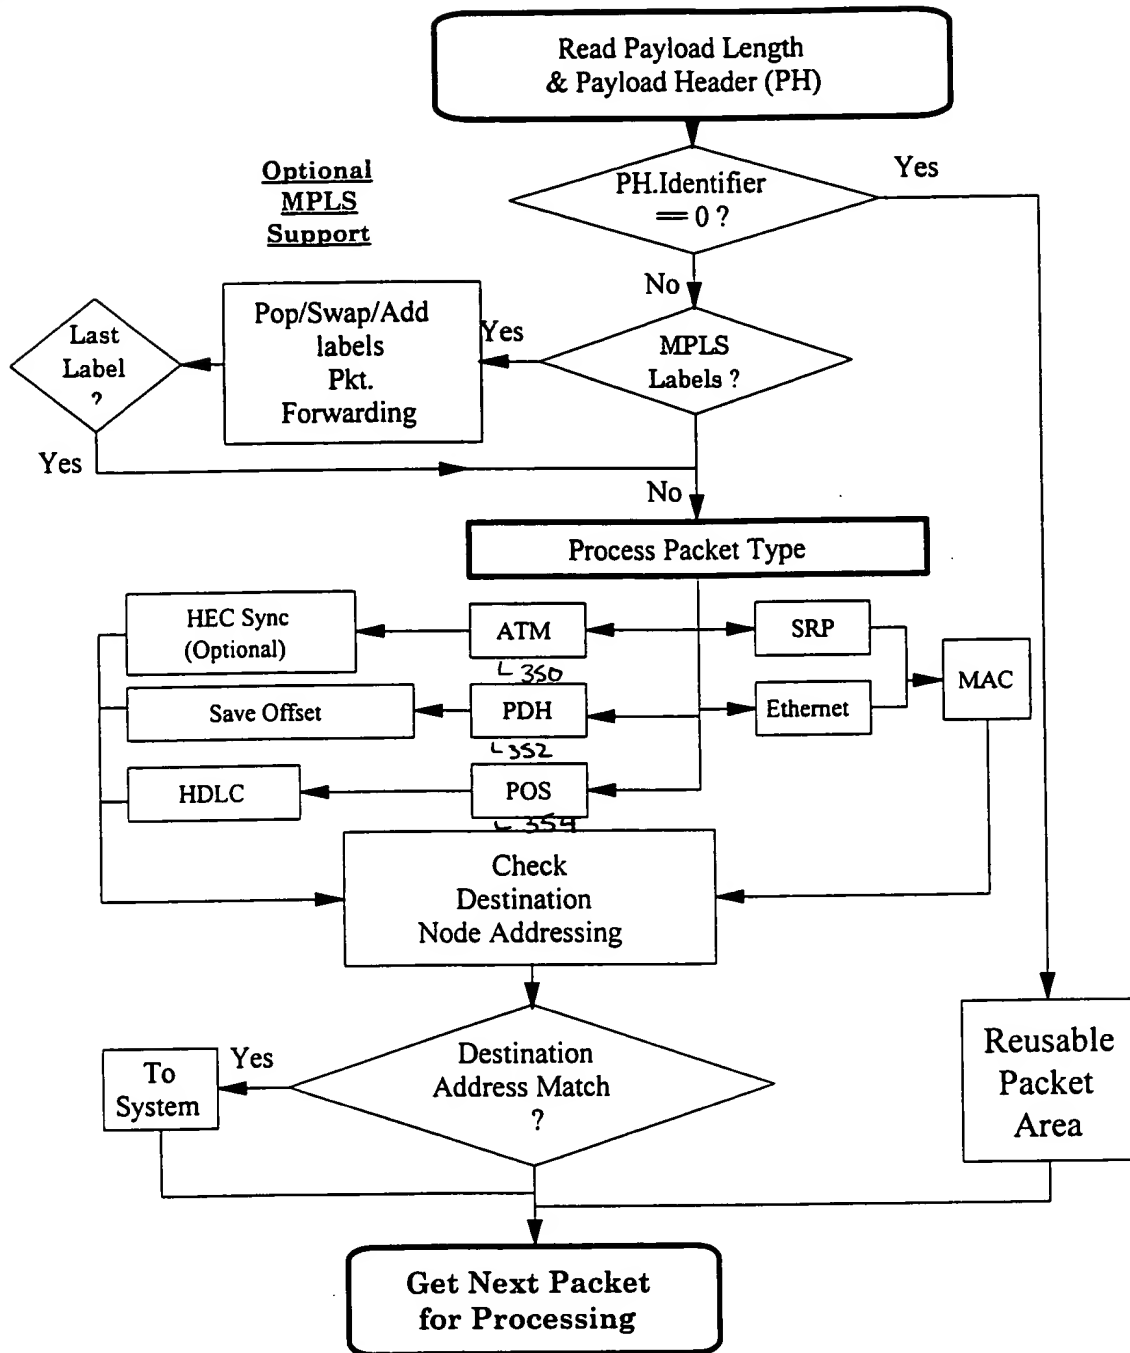 Read Payload Length
& Payload Header (PH)
Optional
MPLS
Support
PH.Identifier
== 0 ?
Yes
No
Last
Label
?
Pop/Swap/Add
labels
Pkt.
Forwarding
Yes
MPLS
Labels ?
Yes
No
Process Packet Type
HEC Sync
(Optional)
ATM
350
SRP
MAC
Save Offset
PDH
352
Ethernet
HDLC
POS
354
Check
Destination
Node Addressing
To
System
Yes
Destination
Address Match
?
Reusable
Packet
Area
Get Next Packet
for Processing